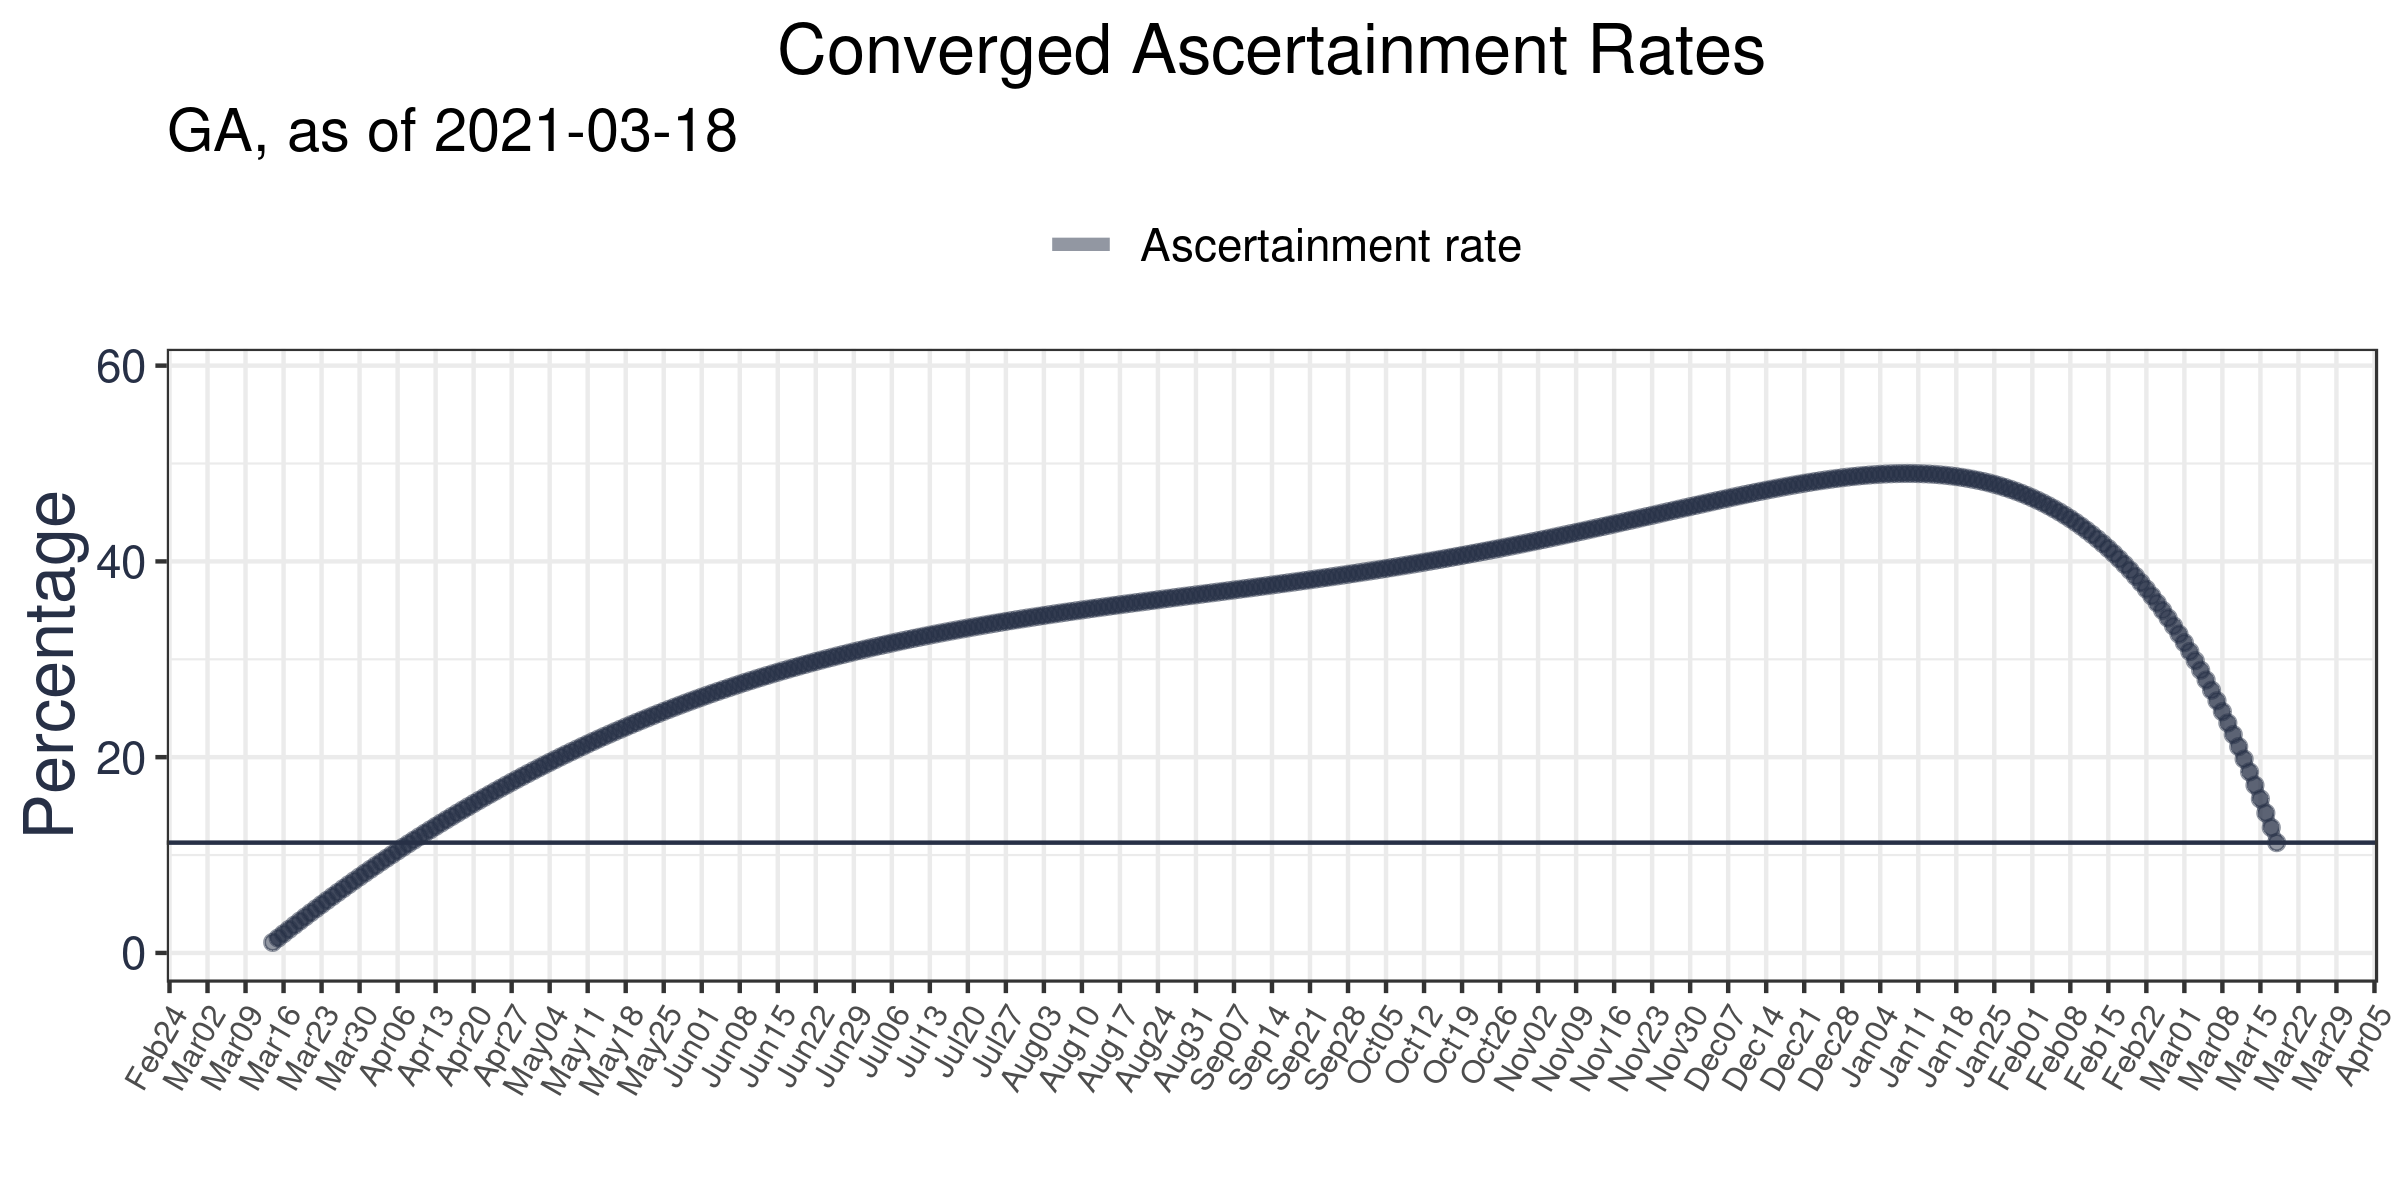 Converged Ascertainment Rates
GA, as of 2021-03-18
Ascertainment rate
Percentage
60
40
20
0
Feb24
Mar02
Mar09
Mar16
Mar23
Mar30
Apr06
Apr13
Apr20
Apr27
May04
May11
May18
May25
Jun01
Jun08
Jun15
Jun22
Jun29
Jul06
Jul13
Jul20
Jul27
Aug03
Aug10
Aug17
Aug24
Aug31
Sep07
Sep14
Sep21
Sep28
Oct05
Oct12
Oct19
Oct26
Nov02
Nov09
Nov16
Nov23
Nov30
Dec07
Dec14
Dec21
Dec28
Jan04
Jan11
Jan18
Jan25
Feb01
Feb08
Feb15
Feb22
Mar01
Mar08
Mar15
Mar22
Mar29
Apr05